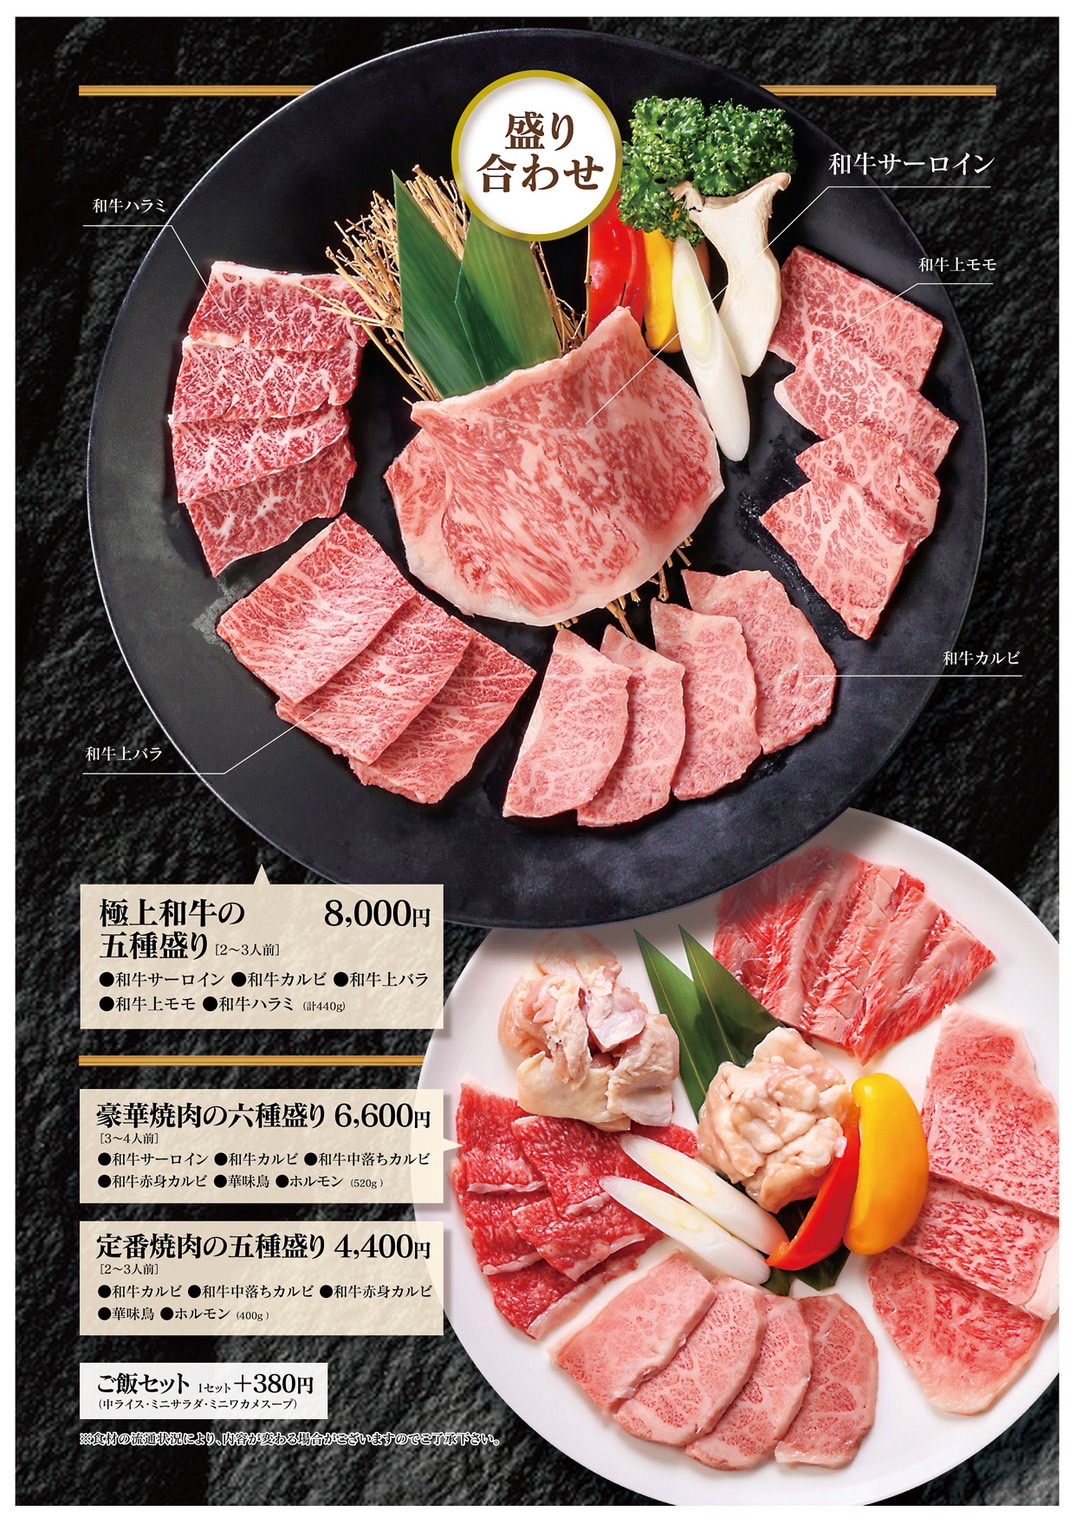 盛り
合わせ
和牛サーロイン
和牛ハラミ
和牛上モモ
和牛カルビ
和牛上バラ
極上和牛の 8,000円
五種盛り［2〜3人前］
●和牛サーロイン ●和牛カルビ ●和牛上バラ
●和牛上モモ ●和牛ハラミ（計440g）
豪華焼肉の六種盛り 6,600円
［3〜4人前］
●和牛サーロイン ●和牛カルビ ●和牛中落ちカルビ
●和牛赤身カルビ ●華味鳥 ●ホルモン（520g）
定番焼肉の五種盛り 4,400円
［2〜3人前］
●和牛カルビ ●和牛中落ちカルビ ●和牛赤身カルビ
●華味鳥 ●ホルモン（400g）
ご飯セット 1セット＋380円
（中ライス・ミニサラダ・ミニワカメスープ）
※食材の流通状況により、内容が変わる場合がございますのでご了承下さい。